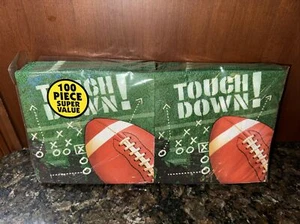 100
PIECE
SUPER
VALUE
TOUCH
DOWN!
TOUCH
DOWN!